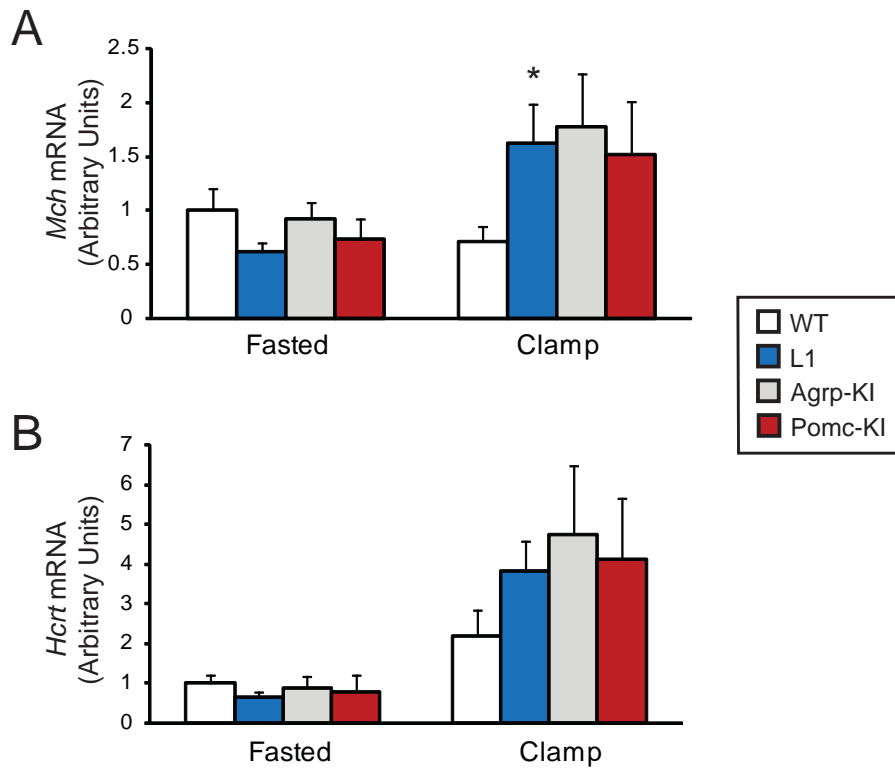 A
Mch mRNA
(Arbitrary Units)
2.5
2
1.5
1
0.5
0
*
Fasted Clamp
WT
L1
Agrp-KI
Pomc-KI
B
Hcrt mRNA
(Arbitrary Units)
7
6
5
4
3
2
1
0
Fasted Clamp